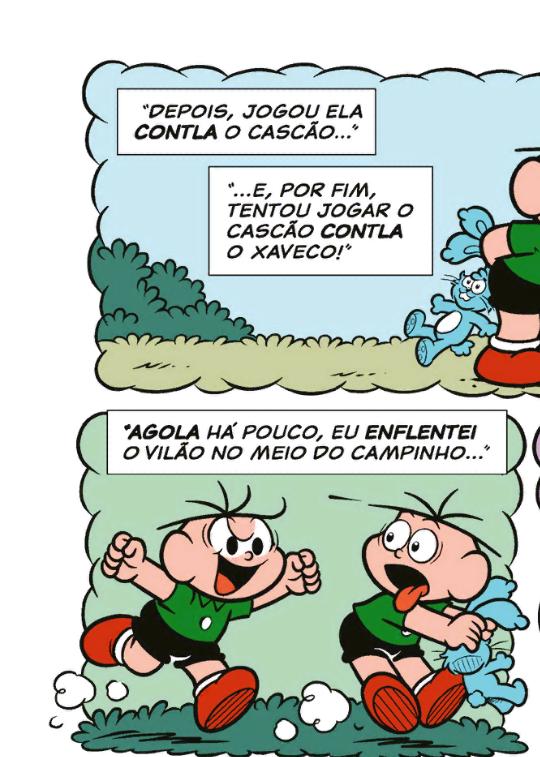 "DEPOIS, JOGOU ELA
CONTLA O CASCÃO..."
"...E, POR FIM,
TENTOU JOGAR O
CASCÃO CONTLA
O XAVECO!"
"AGOLA HÁ POUCO, EU ENFLENTEI
O VILÃO NO MEIO DO CAMPINHO..."